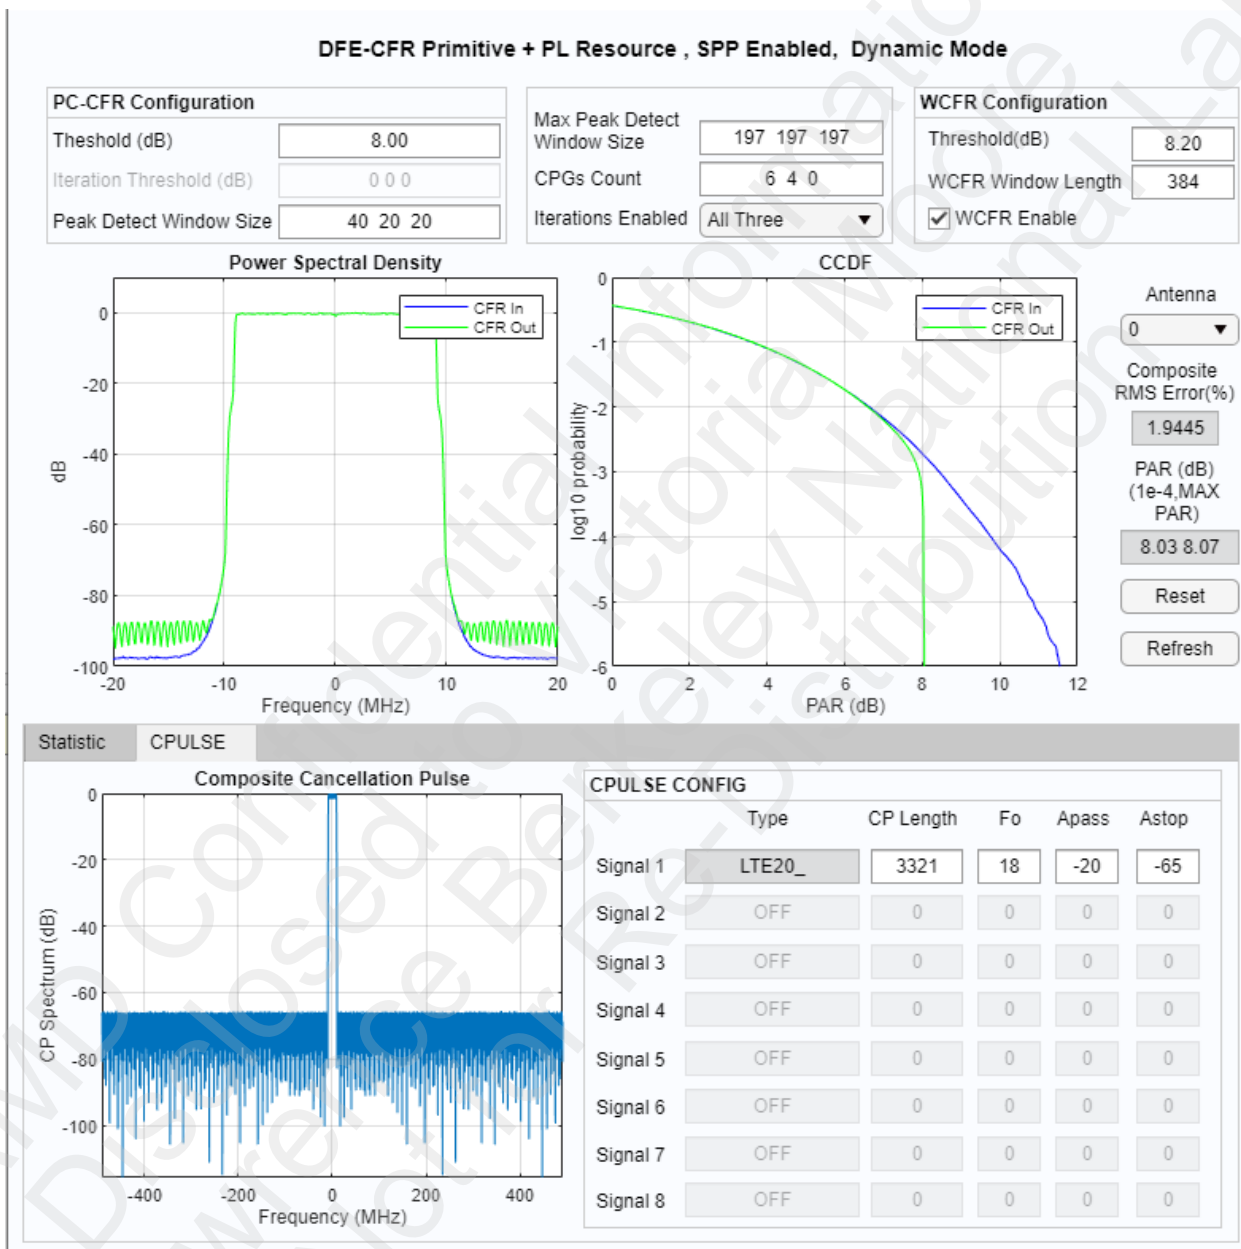 DFE-CFR Primitive + PL Resource , SPP Enabled, Dynamic Mode
PC-CFR Configuration
Theshold (dB)
8.00
Iteration Threshold (dB)
0 0 0
Peak Detect Window Size
40 20 20
Max Peak Detect
Window Size
197 197 197
CPGs Count
6 4 0
Iterations Enabled
All Three
WCFR Configuration
Threshold(dB)
8.20
WCFR Window Length
384
WCFR Enable
Power Spectral Density
CFR In
CFR Out
0
-20
-40
-60
-80
-100
dB
-20
-10
0
10
20
Frequency (MHz)
CCDF
CFR In
CFR Out
0
-1
-2
-3
-4
-5
-6
log10 probability
0
2
4
6
8
10
12
PAR (dB)
Antenna
0
Composite
RMS Error(%)
1.9445
PAR (dB)
(1e-4,MAX
PAR)
8.03 8.07
Reset
Refresh
Statistic
CPULSE
Composite Cancellation Pulse
0
-20
-40
-60
-80
-100
CP Spectrum (dB)
-400
-200
0
200
400
Frequency (MHz)
CPULSE CONFIG
Type CP Length Fo Apass Astop
Signal 1 LTE20_ 3321 18 -20 -65
Signal 2 OFF 0 0 0 0
Signal 3 OFF 0 0 0 0
Signal 4 OFF 0 0 0 0
Signal 5 OFF 0 0 0 0
Signal 6 OFF 0 0 0 0
Signal 7 OFF 0 0 0 0
Signal 8 OFF 0 0 0 0